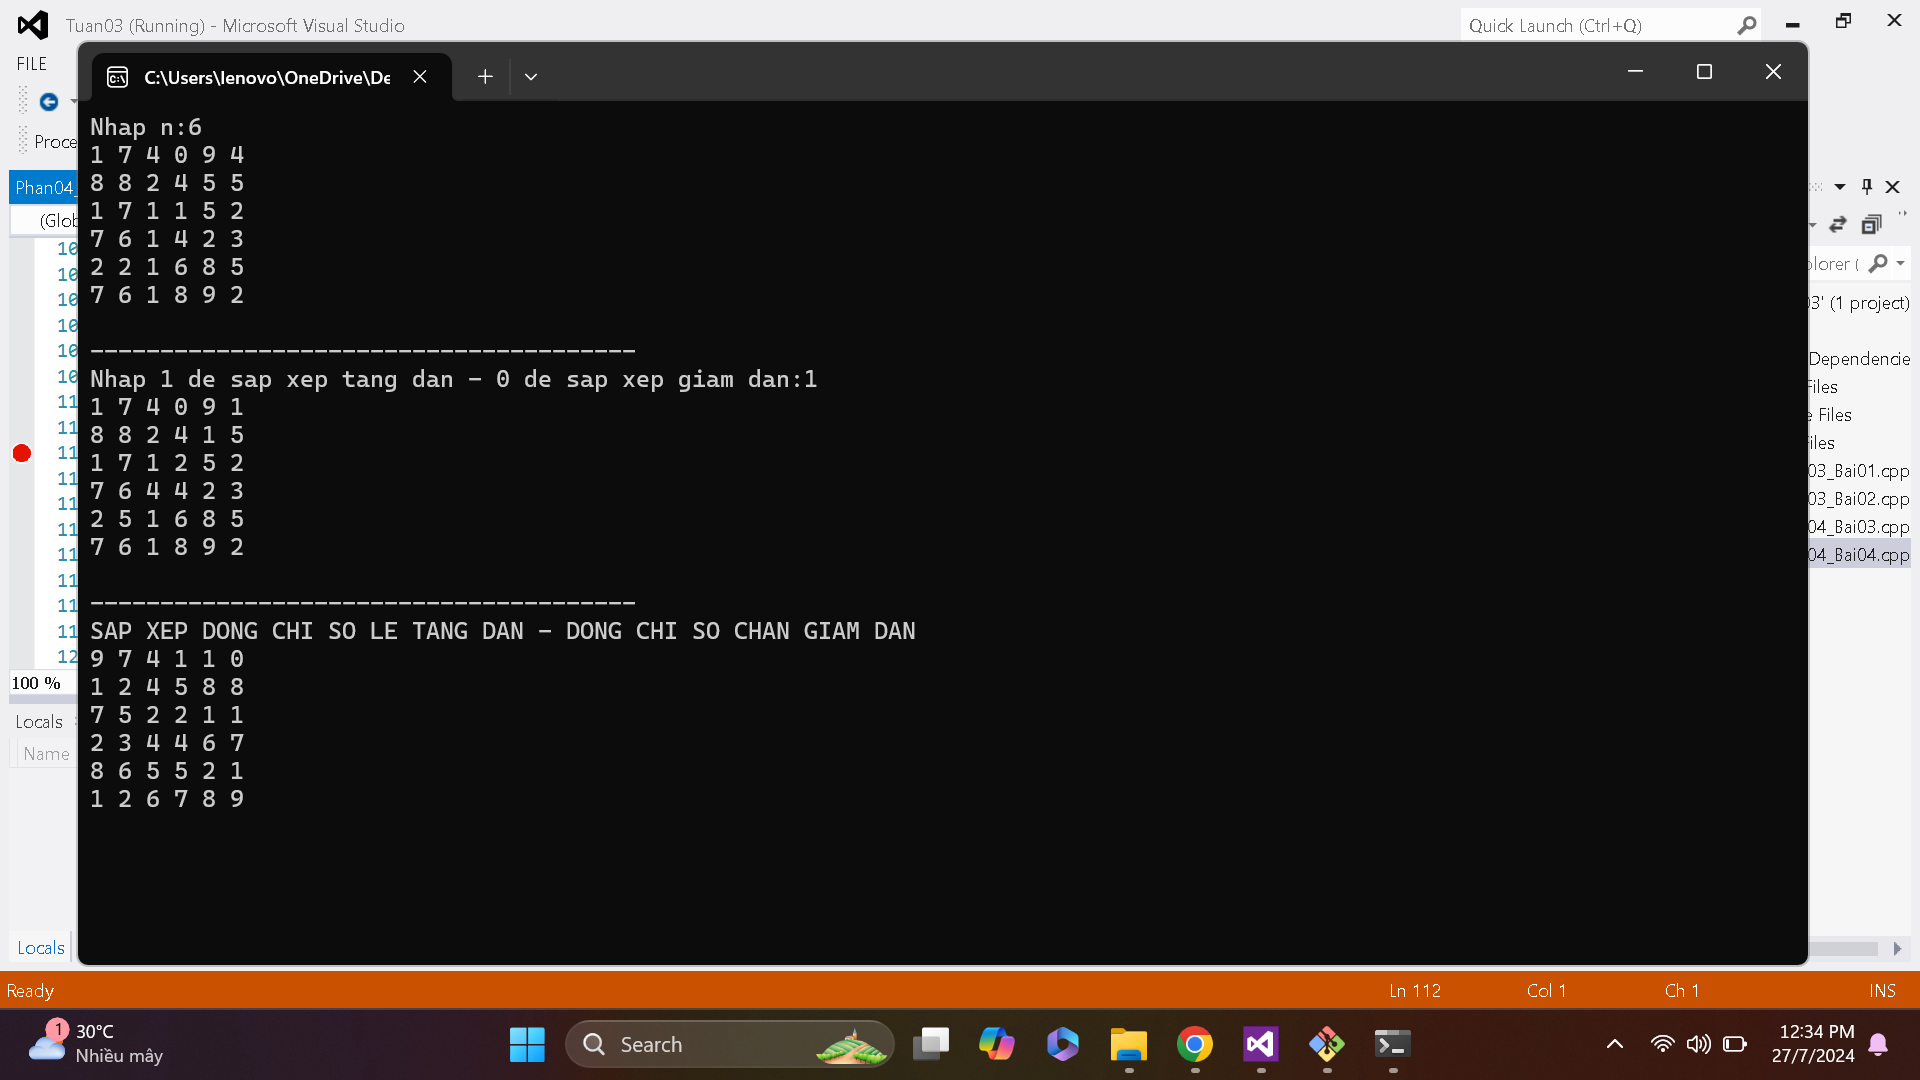 Tuan03 (Running) - Microsoft Visual Studio
Quick Launch (Ctrl+Q)
FILE
C:\Users\lenovo\OneDrive\De
Proce
Phan04_
(Glob
Nhap n:6
1 7 4 0 9 4
8 8 2 4 5 5
1 7 1 1 5 2
7 6 1 4 2 3
2 2 1 6 8 5
7 6 1 8 9 2
---------------------------------------
Nhap 1 de sap xep tang dan - 0 de sap xep giam dan:1
1 7 4 0 9 1
8 8 2 4 1 5
1 7 1 2 5 2
7 6 4 4 2 3
2 5 1 6 8 5
7 6 1 8 9 2
---------------------------------------
SAP XEP DONG CHI SO LE TANG DAN - DONG CHI SO CHAN GIAM DAN
9 7 4 1 1 0
1 2 4 5 8 8
7 5 2 2 1 1
2 3 4 4 6 7
8 6 5 5 2 1
1 2 6 7 8 9
10
10
10
10
10
10
11
11
11
11
11
11
11
11
11
11
12
100 %
Locals
Name
Locals
plorer (
03' (1 project)
Dependencie
Files
e Files
Files
03_Bai01.cpp
03_Bai02.cpp
04_Bai03.cpp
04_Bai04.cpp
Ready
Ln 112
Col 1
Ch 1
INS
1
30°C
Nhiều mây
Search
12:34 PM
27/7/2024